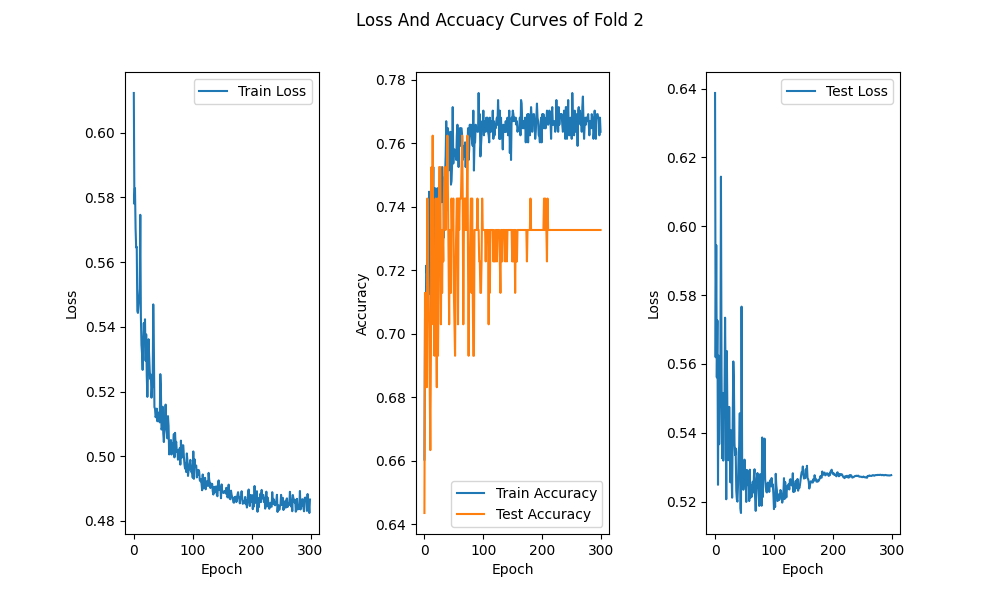 Loss And Accuacy Curves of Fold 2
Train Loss
0.60
0.58
0.56
0.54
0.52
0.50
0.48
Loss
0 100 200 300
Epoch
0.78
0.76
0.74
0.72
0.70
0.68
0.66
0.64
Accuracy
Train Accuracy
Test Accuracy
0 100 200 300
Epoch
Test Loss
0.64
0.62
0.60
0.58
0.56
0.54
0.52
Loss
0 100 200 300
Epoch